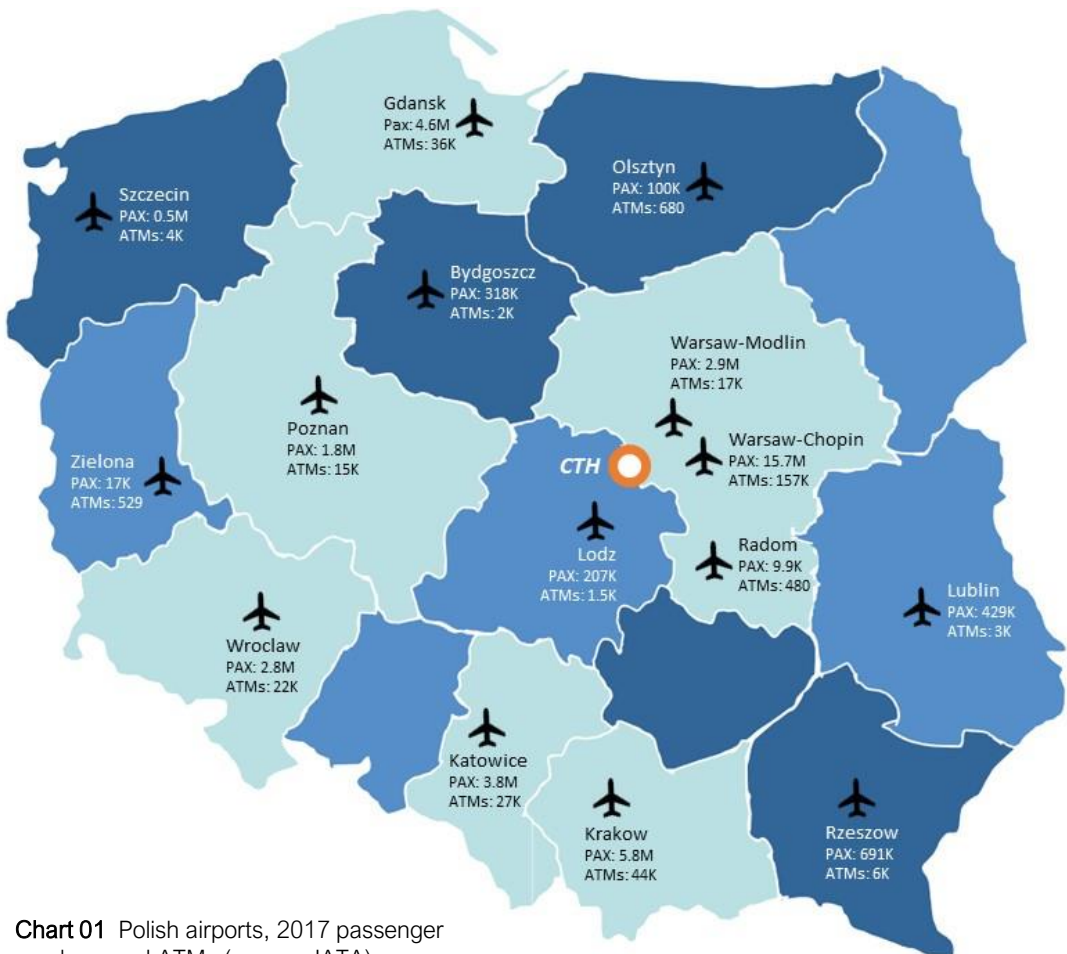 Gdansk
Pax: 4.6M
ATMs: 36K
Olsztyn
PAX: 100K
ATMs: 680
Szczecin
PAX: 0.5M
ATMs: 4K
Bydgoszcz
PAX: 318K
ATMs: 2K
Warsaw-Modlin
PAX: 2.9M
ATMs: 17K
Poznan
PAX: 1.8M
ATMs: 15K
Warsaw-Chopin
PAX: 15.7M
ATMs: 157K
CTH
Zielona
PAX: 17K
ATMs: 529
Lodz
PAX: 207K
ATMs: 1.5K
Radom
PAX: 9.9K
ATMs: 480
Lublin
PAX: 429K
ATMs: 3K
Wroclaw
PAX: 2.8M
ATMs: 22K
Katowice
PAX: 3.8M
ATMs: 27K
Krakow
PAX: 5.8M
ATMs: 44K
Rzeszow
PAX: 691K
ATMs: 6K
Chart 01 Polish airports, 2017 passenger